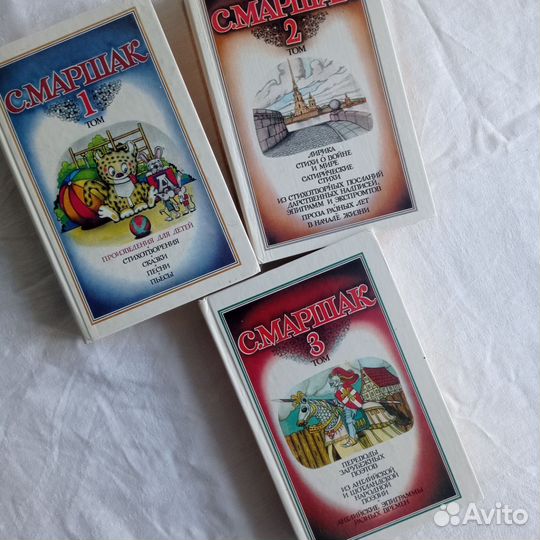 С.МАРШАК
1
ТОМ
ПРОИЗВЕДЕНИЯ ДЛЯ ДЕТЕЙ
СТИХОТВОРЕНИЯ
СКАЗКИ
ПЕСНИ
ПЬЕСЫ
С.МАРШАК
2
ТОМ
ЛИРИКА
СТИХИ О ВОЙНЕ
И МИРЕ
САТИРИЧЕСКИЕ
СТИХИ
ИЗ СТИХОТВОРНЫХ ПОСЛАНИЙ
ДАРСТВЕННЫХ НАДПИСЕЙ,
ЭПИГРАММ И ЭКСПРОМТОВ
ПРОЗА РАЗНЫХ ЛЕТ
В НАЧАЛЕ ЖИЗНИ
С.МАРШАК
3
ТОМ
ПЕРЕВОДЫ
ЗАРУБЕЖНЫХ
ПОЭТОВ
ИЗ АНГЛИЙСКОЙ
И ШОТЛАНДСКОЙ
НАРОДНОЙ
ПОЭЗИИ
АНГЛИЙСКИЕ ЭПИГРАММЫ
РАЗНЫХ ВРЕМЕН
Avito